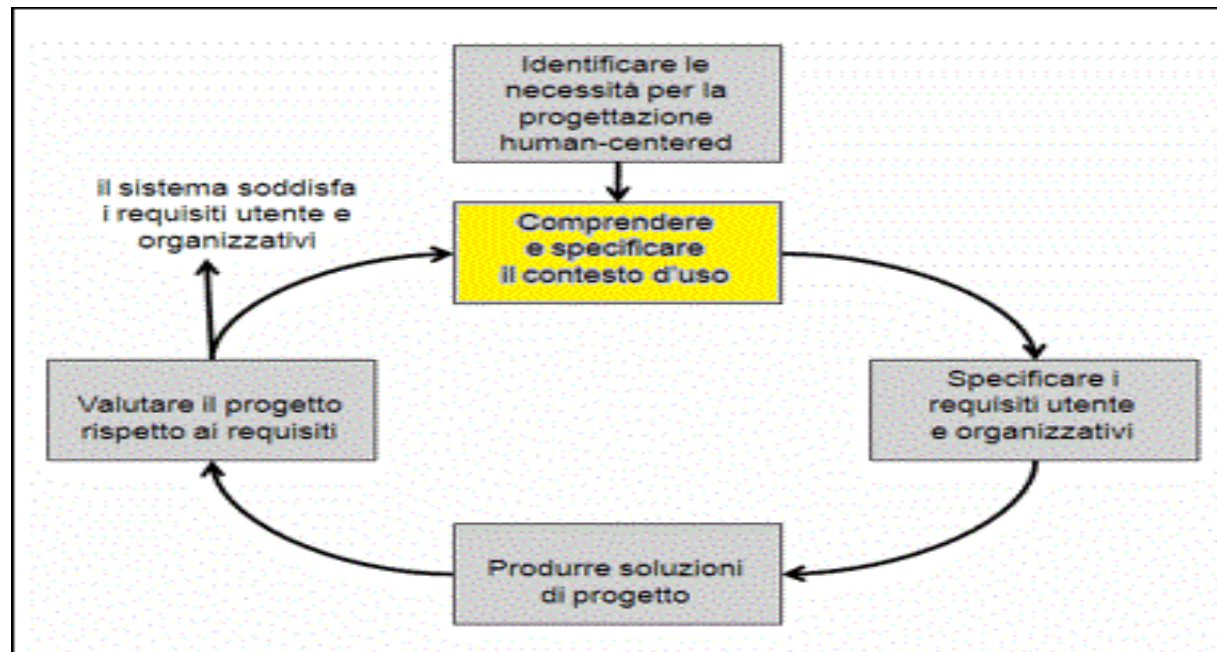 Identificare le
necessità per la
progettazione
human-centered
il sistema soddisfa
i requisiti utente e
organizzativi
Comprendere
e specificare
il contesto d'uso
Valutare il progetto
rispetto ai requisiti
Specificare i
requisiti utente
e organizzativi
Produrre soluzioni
di progetto